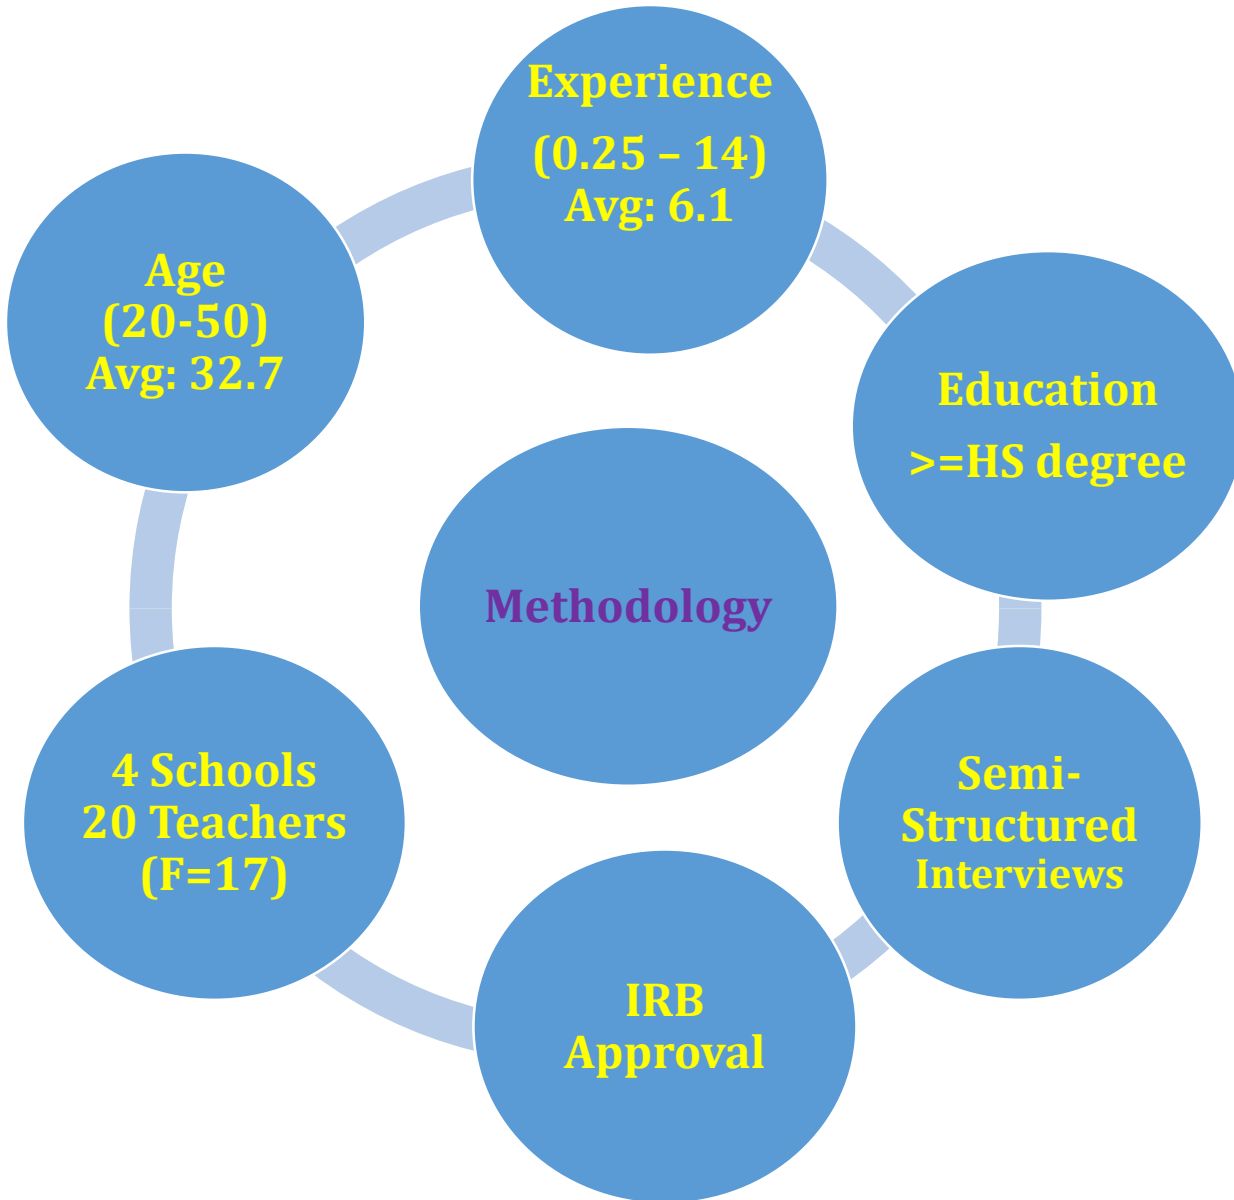 Experience
(0.25 – 14)
Avg: 6.1
Age
(20-50)
Avg: 32.7
Education
>=HS degree
Methodology
4 Schools
20 Teachers
(F=17)
Semi-
Structured
Interviews
IRB
Approval